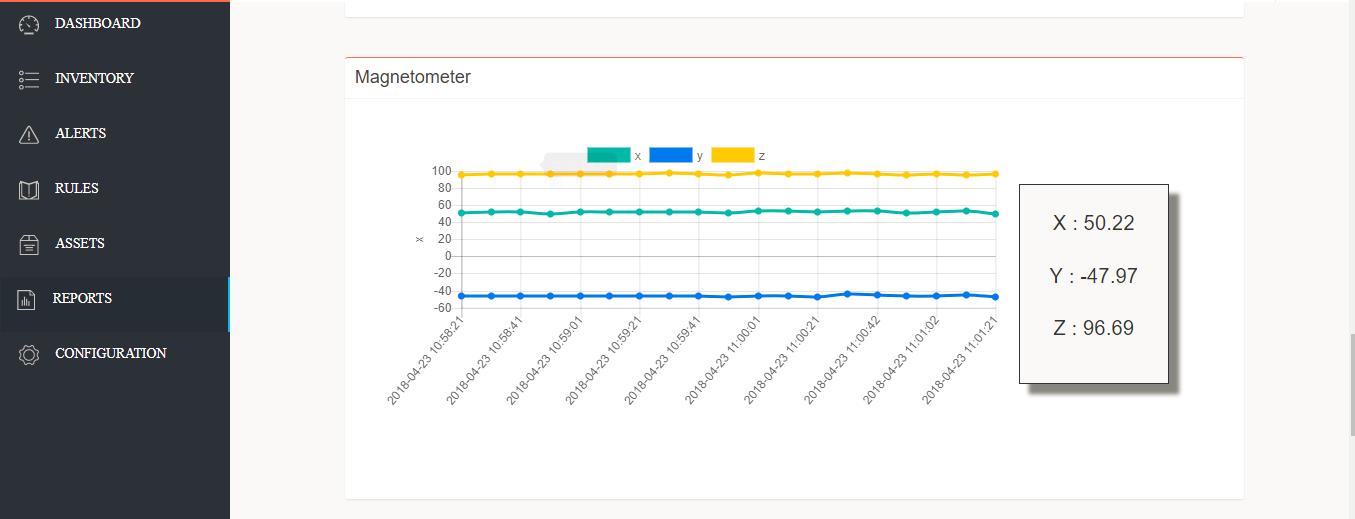 DASHBOARD
INVENTORY
ALERTS
RULES
ASSETS
REPORTS
CONFIGURATION
Magnetometer
x y z
100
80
60
40
20
0
-20
-40
-60
x
2018-04-23 10:58:21
2018-04-23 10:58:41
2018-04-23 10:59:01
2018-04-23 10:59:21
2018-04-23 10:59:41
2018-04-23 11:00:01
2018-04-23 11:00:21
2018-04-23 11:00:42
2018-04-23 11:01:02
2018-04-23 11:01:21
X : 50.22
Y : -47.97
Z : 96.69